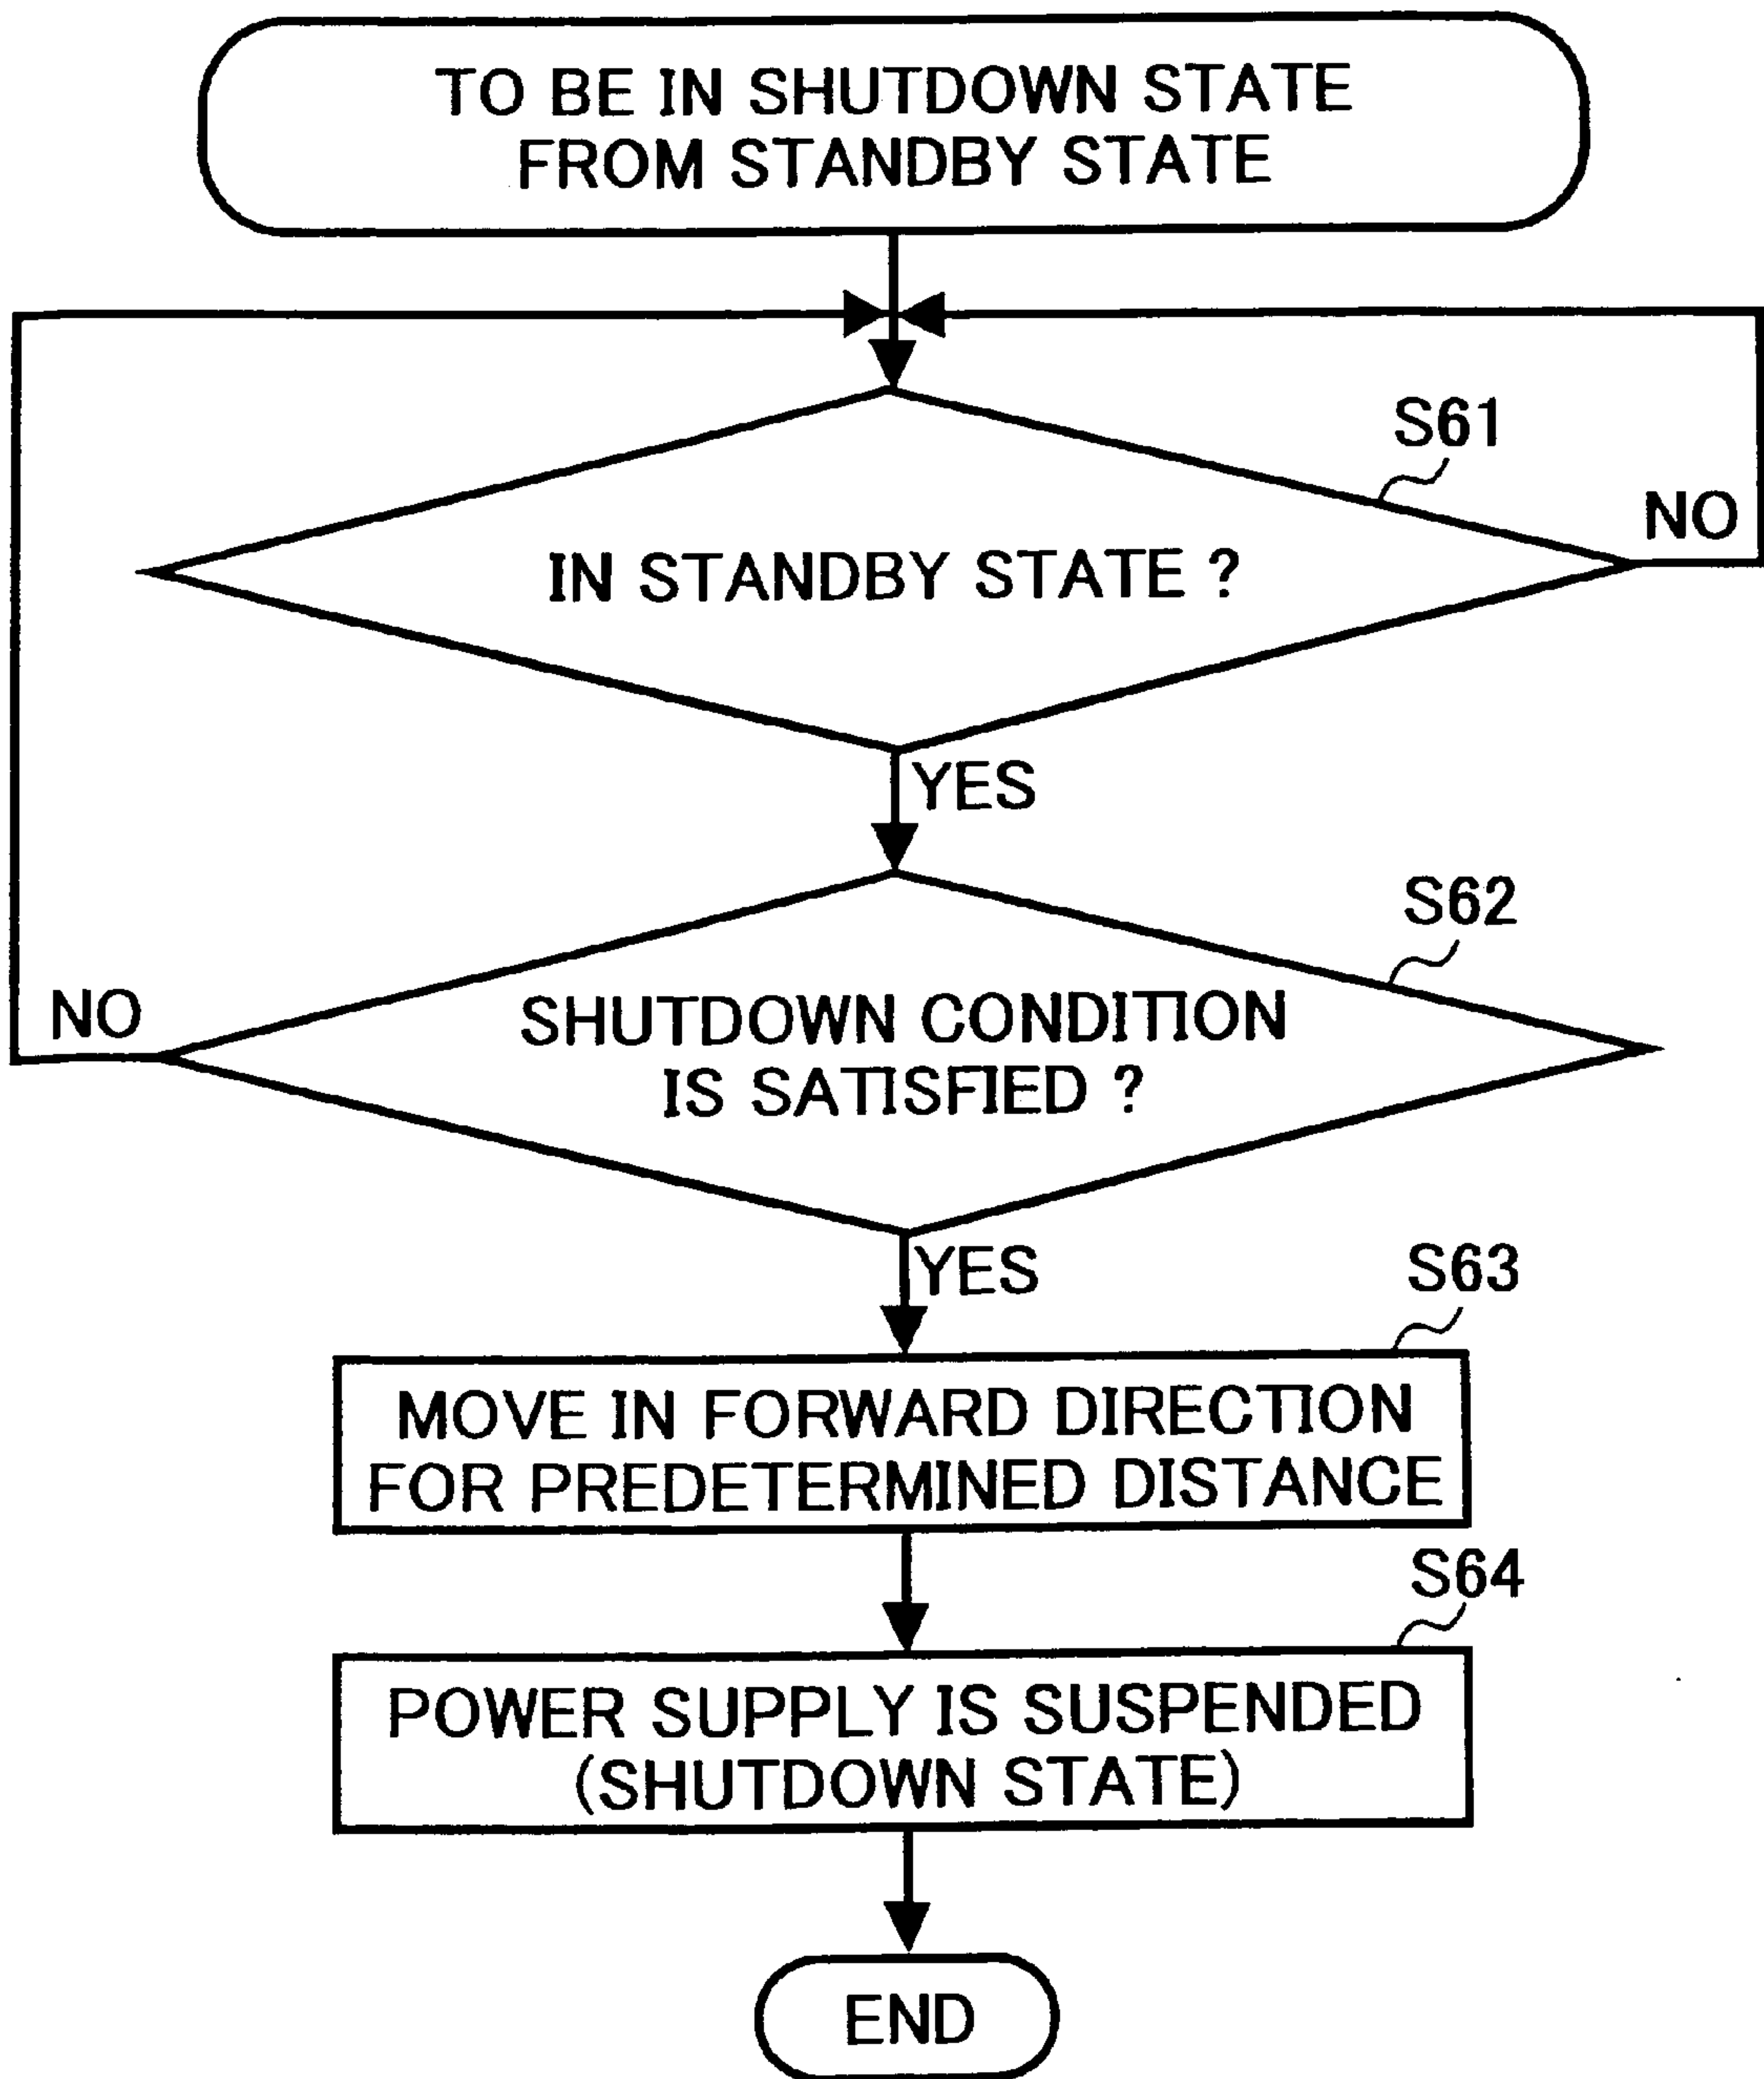 TO BE IN SHUTDOWN STATE
FROM STANDBY STATE
S61
NO
IN STANDBY STATE ?
YES
S62
NO
SHUTDOWN CONDITION
IS SATISFIED ?
YES
S63
MOVE IN FORWARD DIRECTION
FOR PREDETERMINED DISTANCE
S64
POWER SUPPLY IS SUSPENDED
(SHUTDOWN STATE)
END